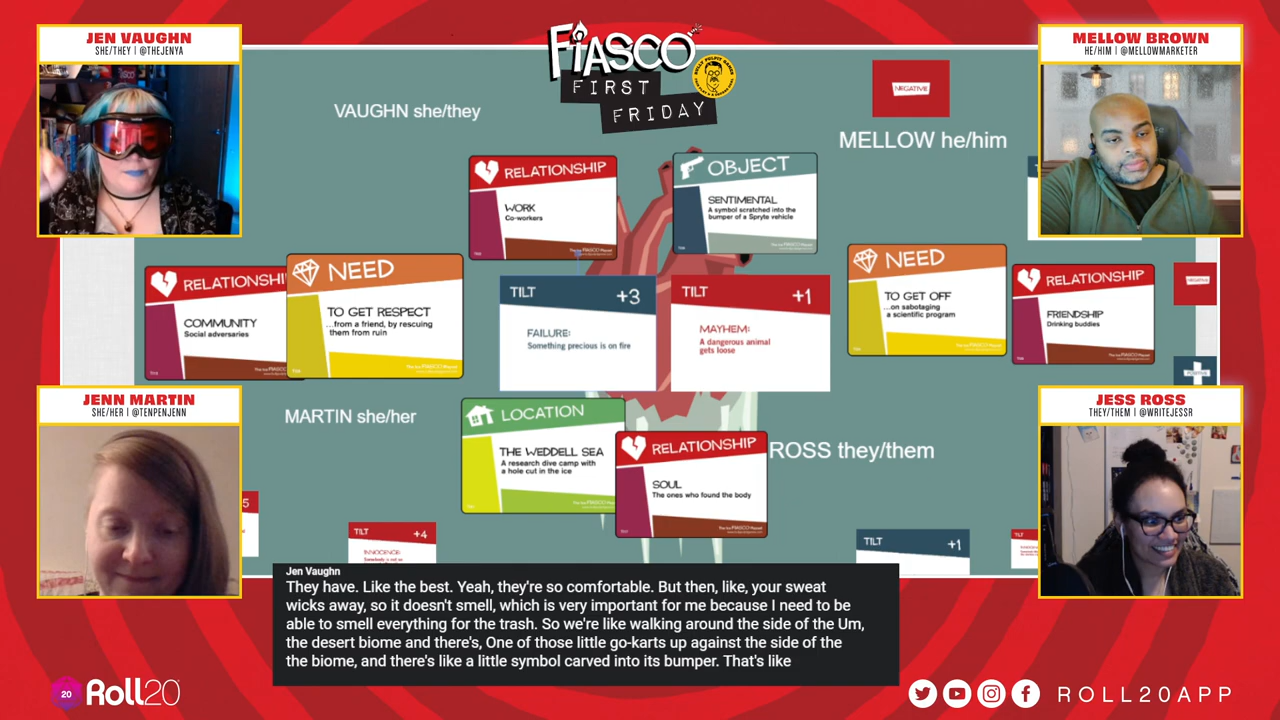 JEN VAUGHN
SHE/THEY | @THEJENYA
FIASCO
FIRST
FRIDAY
MELLOW BROWN
HE/HIM | @MELLOWMARKETER
VAUGHN she/they
NEGATIVE
MELLOW he/him
RELATIONSHIP
WORK
Co-workers
OBJECT
SENTIMENTAL
A symbol scratched into the
bumper of a Spryte vehicle
RELATIONSHI
COMMUNITY
Social adversaries
NEED
TO GET RESPECT
...from a friend, by rescuing
them from ruin
TILT +3
FAILURE:
Something precious is on fire
TILT +1
MAYHEM:
A dangerous animal
gets loose
NEED
TO GET OFF
...on sabotaging
a scientific program
RELATIONSHIP
FRIENDSHIP
Drinking buddies
NEGATIVE
JENN MARTIN
SHE/HER | @TENPENJENN
MARTIN she/her
LOCATION
THE WEDDELL SEA
A research dive camp with
a hole cut in the ice
RELATIONSHIP
SOUL
The ones who found the body
ROSS they/them
JESS ROSS
THEY/THEM | @WRITEJESSR
5
TILT +4
INNOCENCE:
TILT +1
TILT
Jen Vaughn
They have. Like the best. Yeah, they're so comfortable. But then, like, your sweat
wicks away, so it doesn't smell, which is very important for me because I need to be
able to smell everything for the trash. So we're like walking around the side of the Um,
the desert biome and there's, One of those little go-karts up against the side of the
the biome, and there's like a little symbol carved into its bumper. That's like
20 Roll20
ROLL20APP